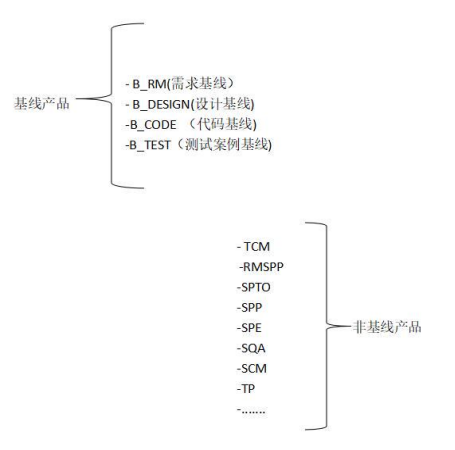 基线产品
- B_RM(需求基线）
- B_DESIGN(设计基线)
-B_CODE （代码基线)
-B_TEST（测试案例基线)
- TCM
-RMSPP
-SPTO
-SPP
-SPE
-SQA
-SCM
-TP
-.......
非基线产品